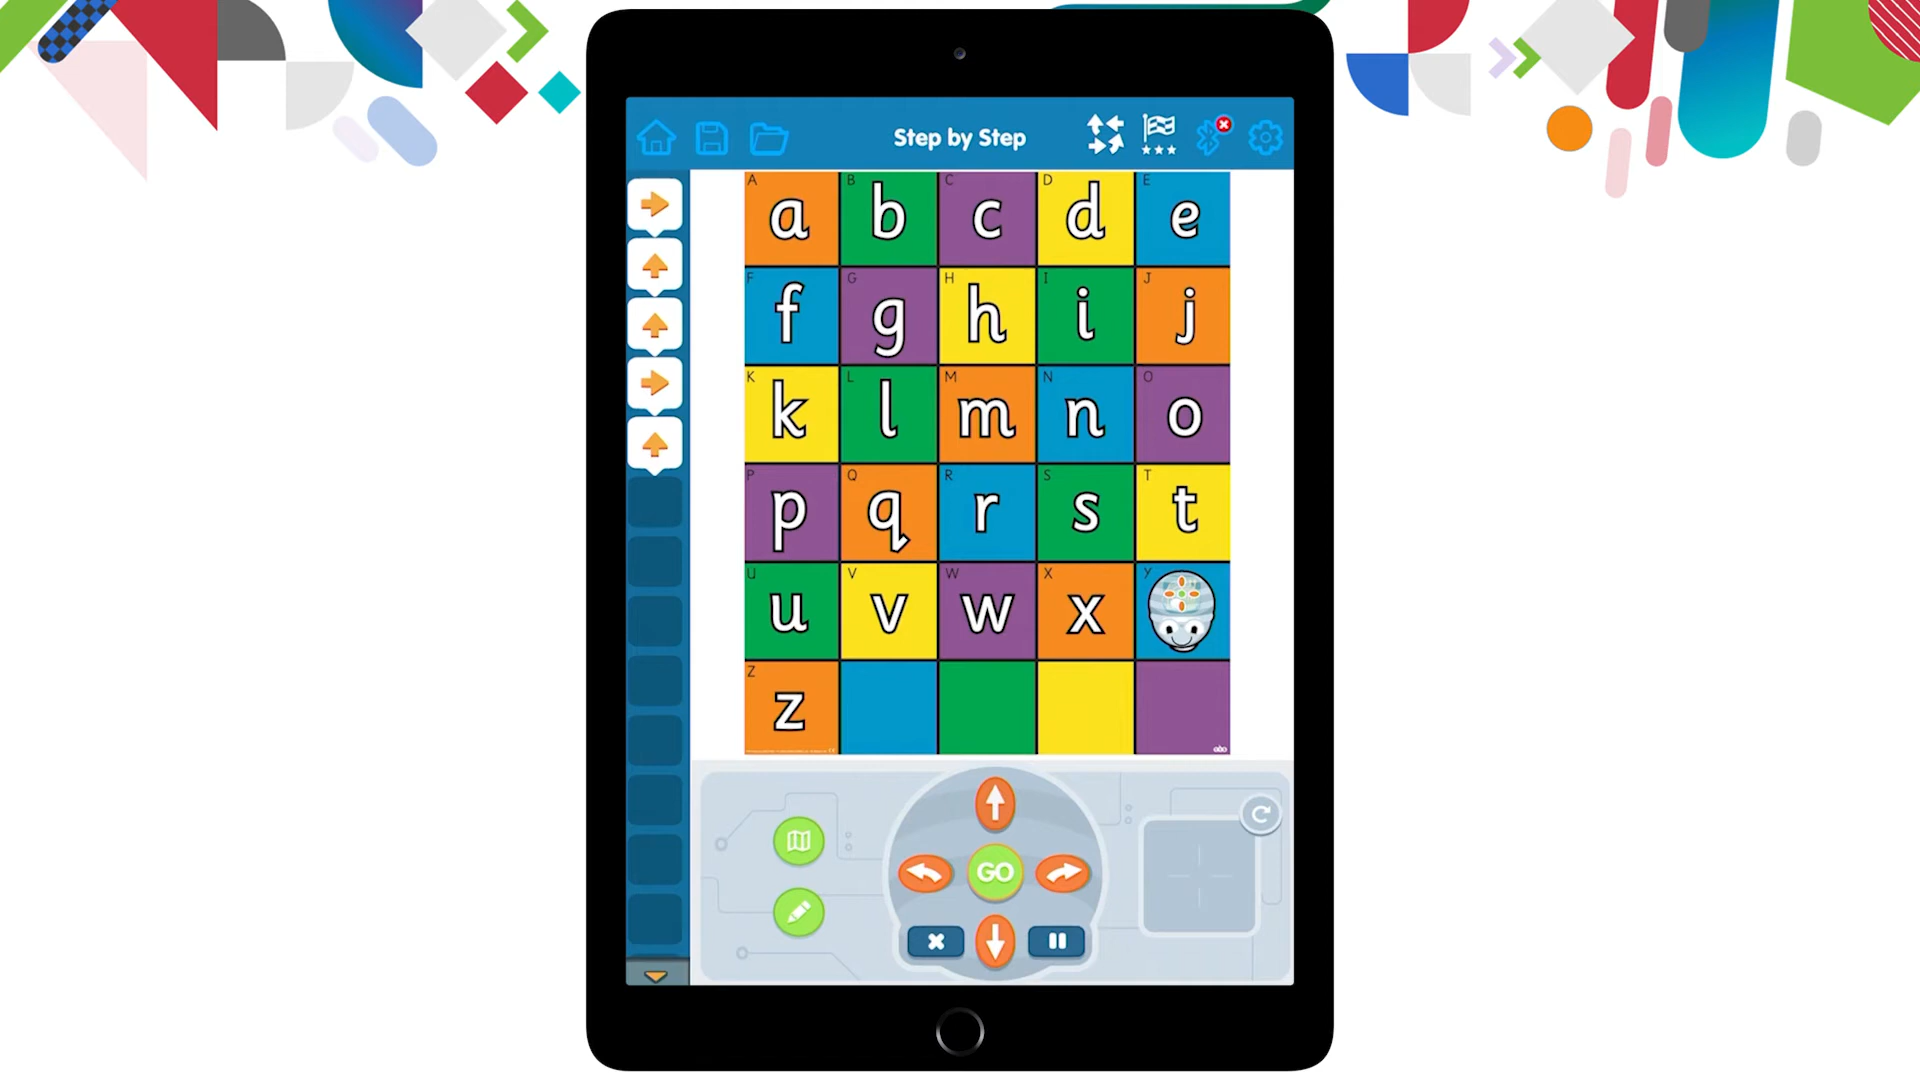 Step by Step
A B C D E
a b c d e
F G H I J
f g h i j
K L M N O
k l m n o
P Q R S T
p q r s t
U V W X Y
u v w x
Z
z
GO